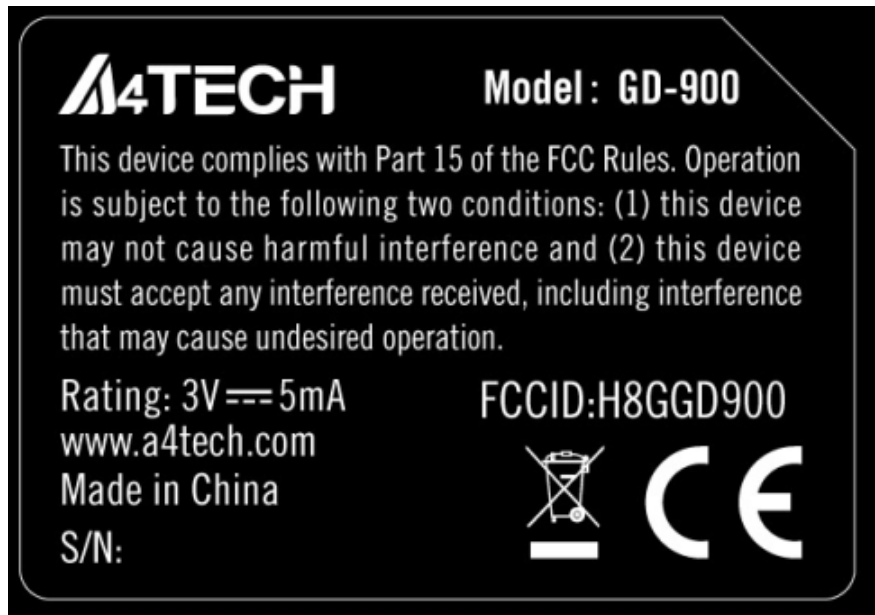 A4TECH
Model : GD-900
This device complies with Part 15 of the FCC Rules. Operation
is subject to the following two conditions: (1) this device
may not cause harmful interference and (2) this device
must accept any interference received, including interference
that may cause undesired operation.
Rating: 3V ⎓ 5mA
FCCID:H8GGD900
www.a4tech.com
Made in China
S/N:
CE